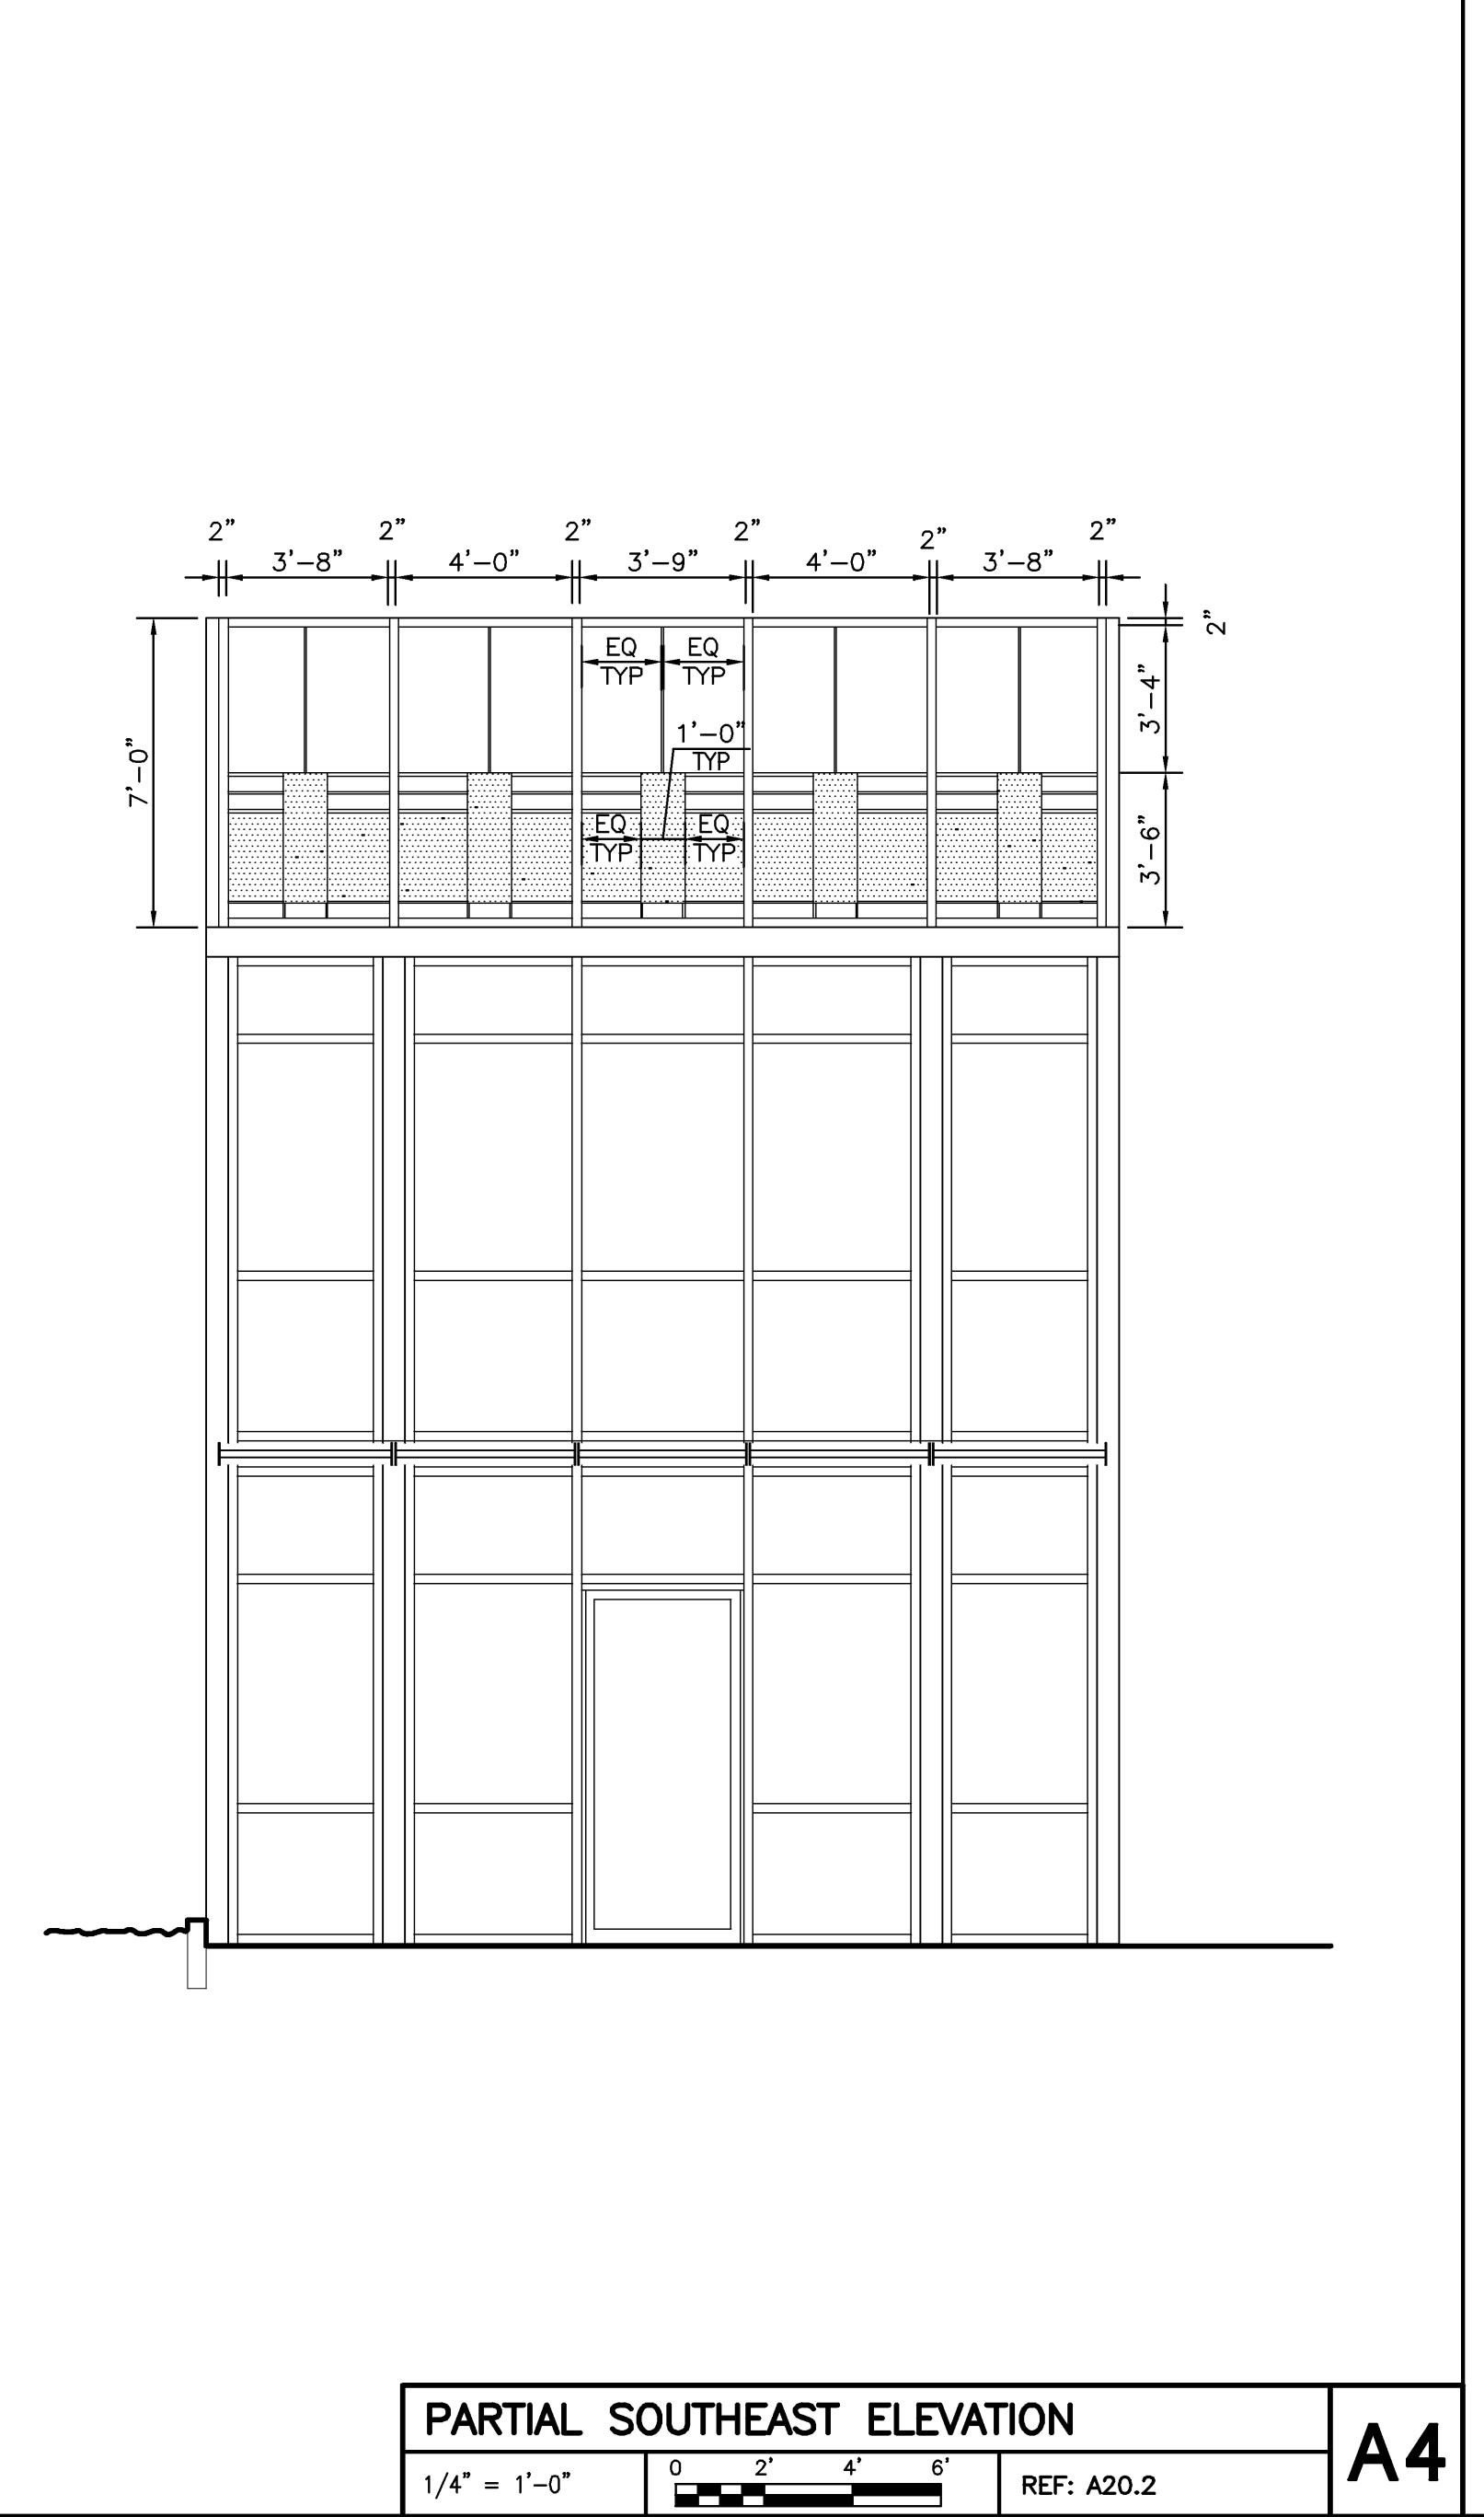 2" 2" 2" 2" 2" 2"
3'-8" 4'-0" 3'-9" 4'-0" 3'-8"
2"
EQ EQ
TYP TYP
3'-4"
7'-0"
1'-0"
TYP
EQ EQ
TYP TYP
3'-6"
PARTIAL SOUTHEAST ELEVATION
A4
1/4" = 1'-0"
0 2' 4' 6'
REF: A20.2